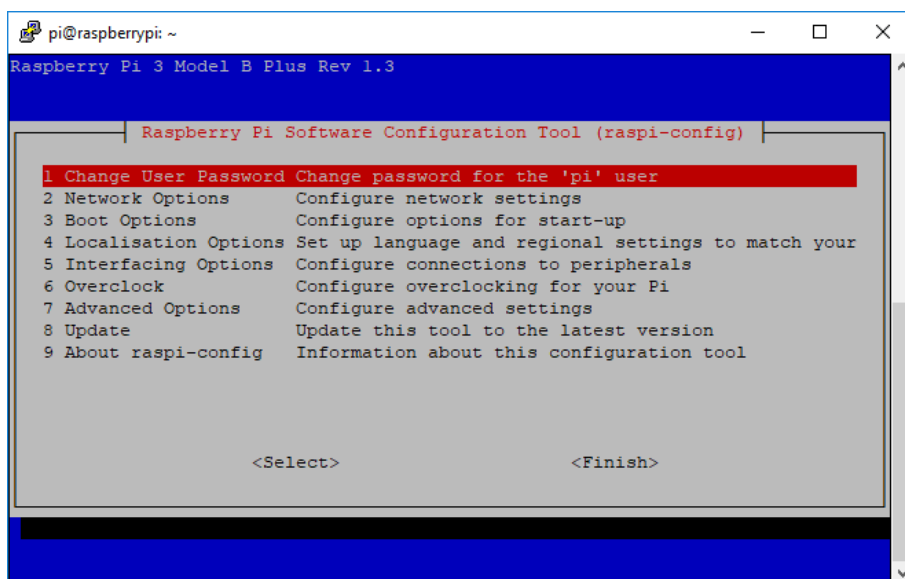 pi@raspberrypi: ~
Raspberry Pi 3 Model B Plus Rev 1.3
Raspberry Pi Software Configuration Tool (raspi-config)
1 Change User Password Change password for the 'pi' user
2 Network Options Configure network settings
3 Boot Options Configure options for start-up
4 Localisation Options Set up language and regional settings to match your
5 Interfacing Options Configure connections to peripherals
6 Overclock Configure overclocking for your Pi
7 Advanced Options Configure advanced settings
8 Update Update this tool to the latest version
9 About raspi-config Information about this configuration tool
<Select> <Finish>